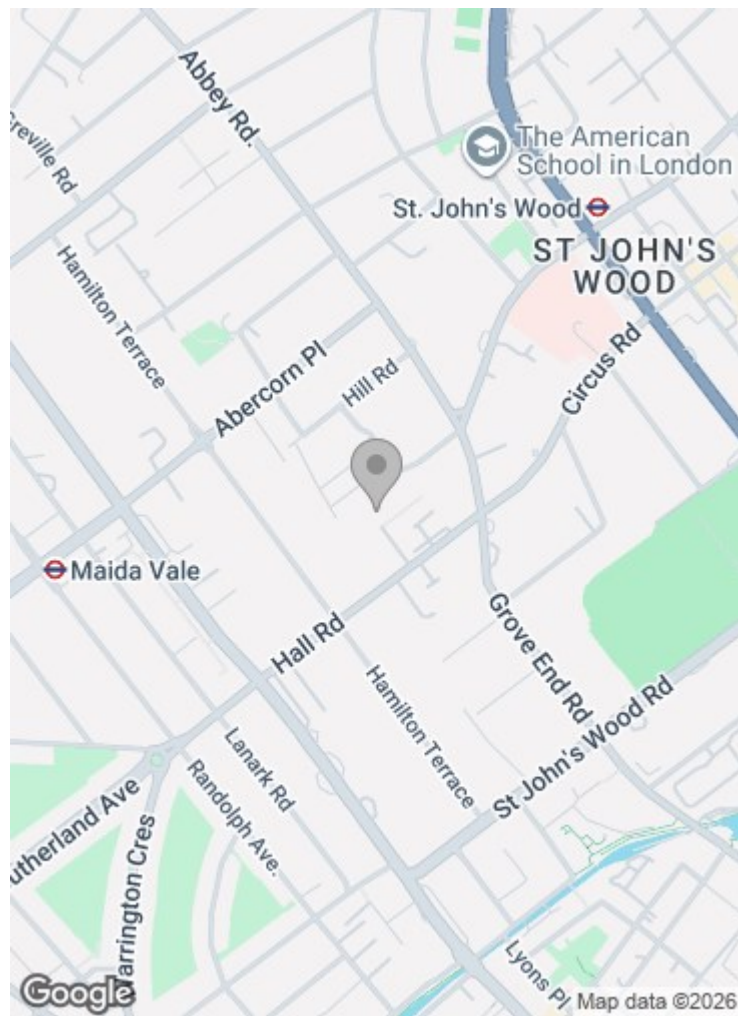 Abbey Rd.
Greville Rd
The American
School in London
St. John's Wood
ST JOHN'S
WOOD
Hamilton Terrace
Abercorn Pl
Hill Rd
Circus Rd
Maida Vale
Hall Rd
Grove End Rd
Hamilton Terrace
St John's Wood Rd
Lanark Rd
Randolph Ave.
utherland Ave
Warrington Cres
Lyons Pl
Google
Map data ©2026